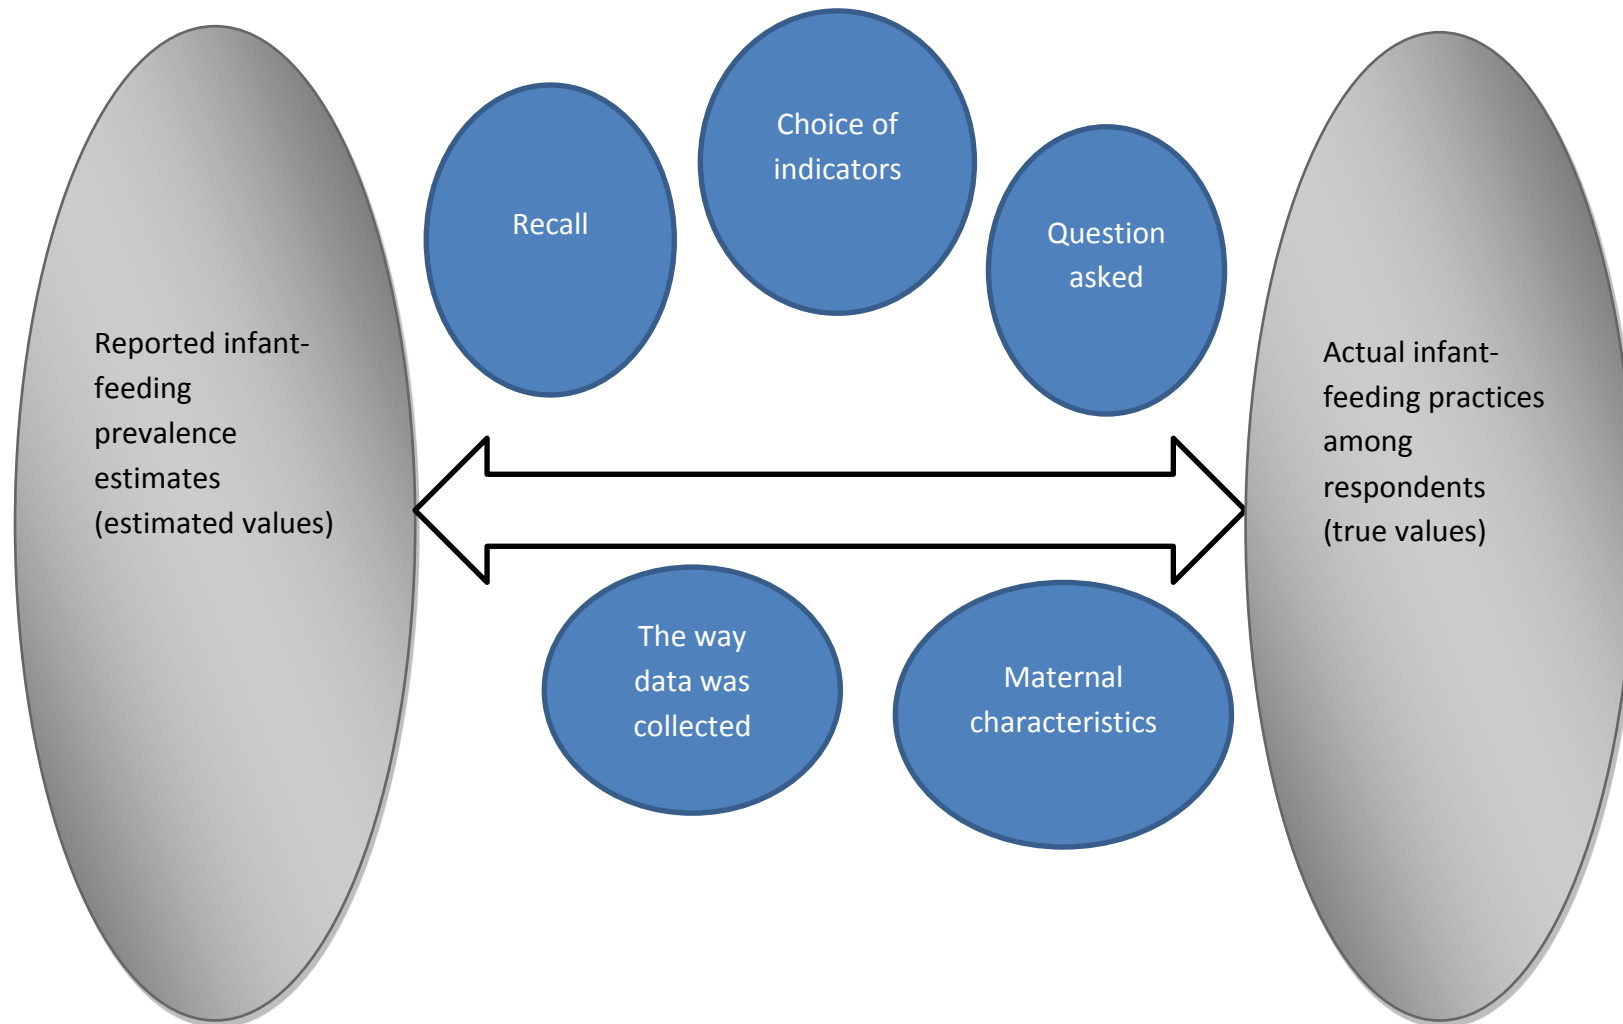 Reported infant-
feeding
prevalence
estimates
(estimated values)
Recall
Choice of
indicators
Question
asked
The way
data was
collected
Maternal
characteristics
Actual infant-
feeding practices
among
respondents
(true values)